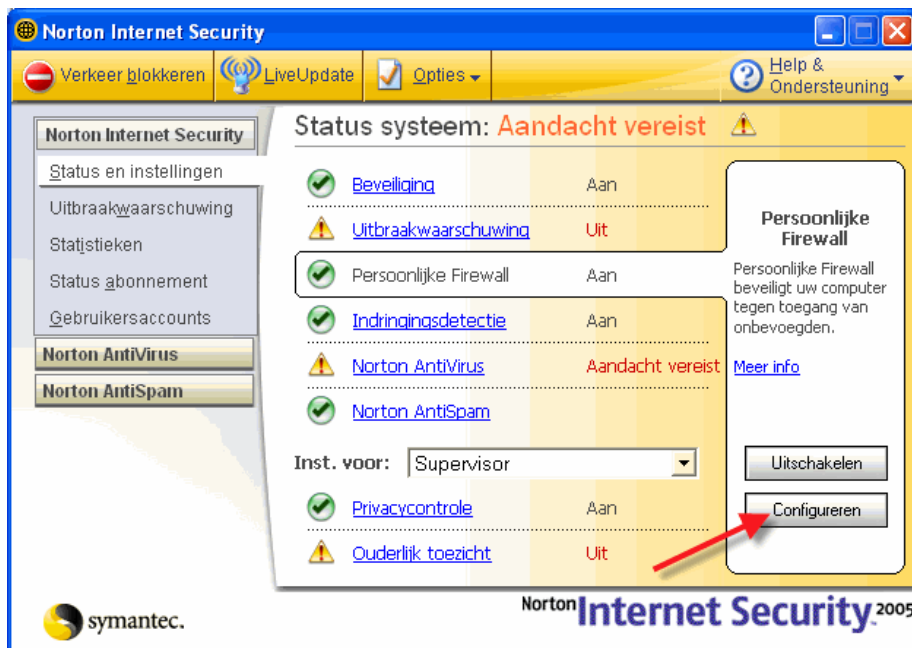 Norton Internet Security
Verkeer blokkeren
LiveUpdate
Opties
Help &
Ondersteuning
Norton Internet Security
Status en instellingen
Uitbraakwaarschuwing
Statistieken
Status abonnement
Gebruikersaccounts
Norton AntiVirus
Norton AntiSpam
Status systeem: Aandacht vereist
Beveiliging Aan
Uitbraakwaarschuwing Uit
Persoonlijke Firewall Aan
Indringingsdetectie Aan
Norton AntiVirus Aandacht vereist
Norton AntiSpam
Inst. voor: Supervisor
Privacycontrole Aan
Ouderlijk toezicht Uit
Persoonlijke
Firewall
Persoonlijke Firewall
beveiligt uw computer
tegen toegang van
onbevoegden.
Meer info
Uitschakelen
Configureren
symantec.
Norton Internet Security 2005